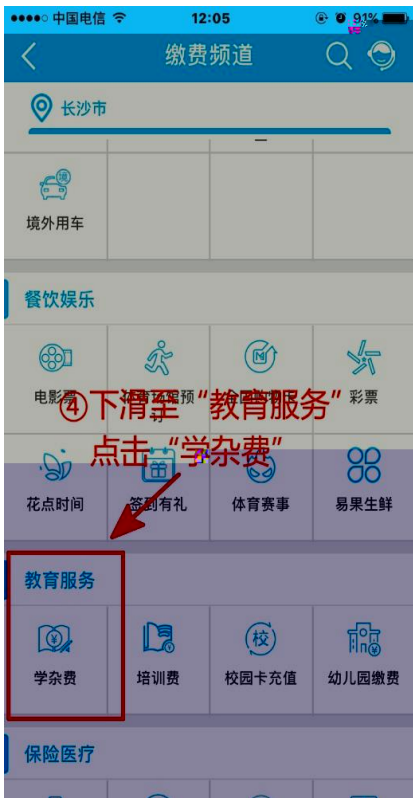 中国电信 12:05 91%
缴费频道
长沙市
境外用车
餐饮娱乐
电影票 彩票
④下滑至“教育服务”
点击“学杂费”
花点时间 签到有礼 体育赛事 易果生鲜
教育服务
学杂费 培训费 校园卡充值 幼儿园缴费
保险医疗